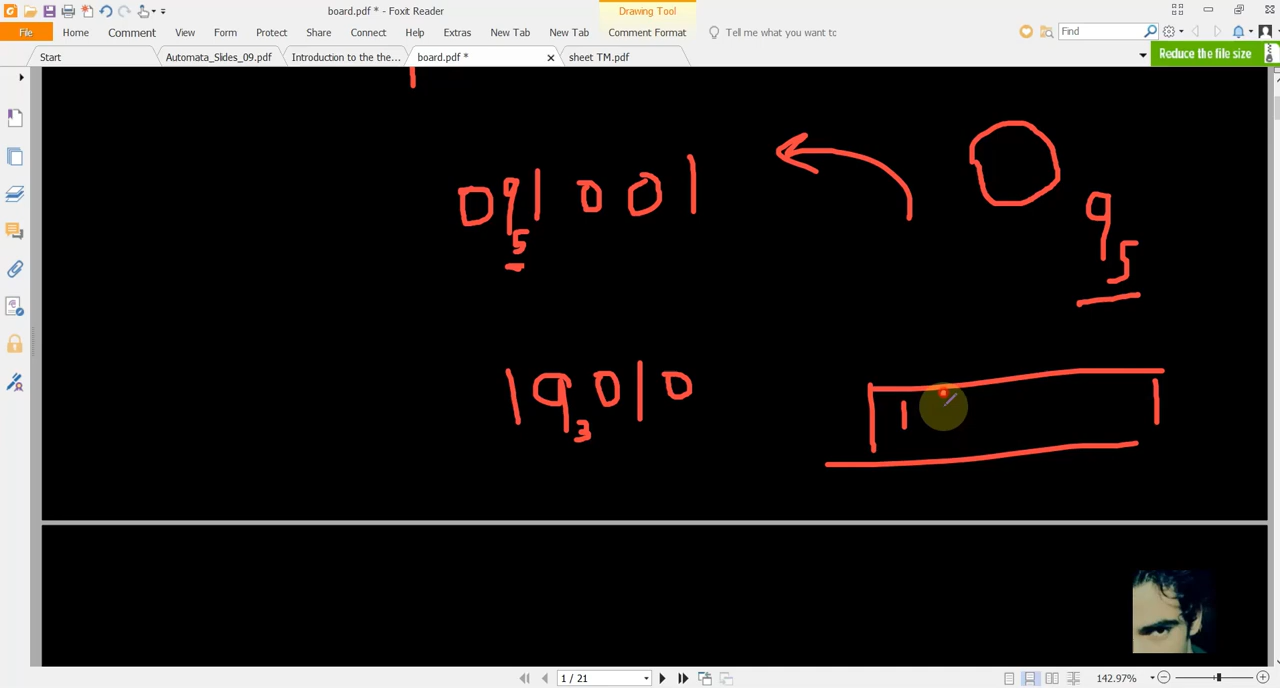 board.pdf * - Foxit Reader
Drawing Tool
File
Home
Comment
View
Form
Protect
Share
Connect
Help
Extras
New Tab
New Tab
Comment Format
Tell me what you want to
Find
Start
Automata_Slides_09.pdf
Introduction to the the...
board.pdf *
sheet TM.pdf
Reduce the file size
0q5 1 0 0 1
q5
1 q3 0 1 0
1
1 / 21
142.97%